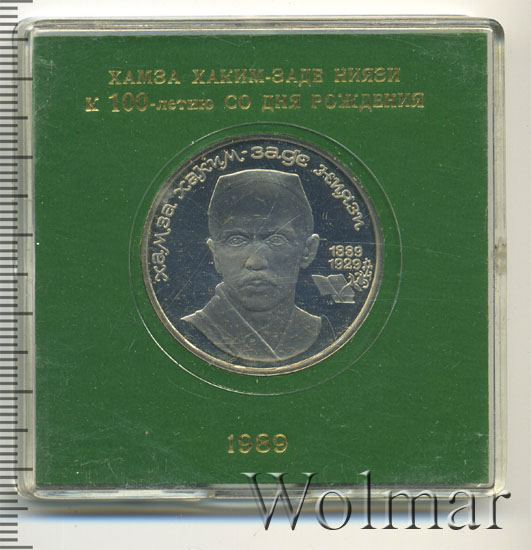 ХАМЗА ХАКИМ-ЗАДЕ НИЯЗИ
К 100-летию СО ДНЯ РОЖДЕНИЯ
хамза хаким-заде ниязи
1889
1929
1989
Wolmar